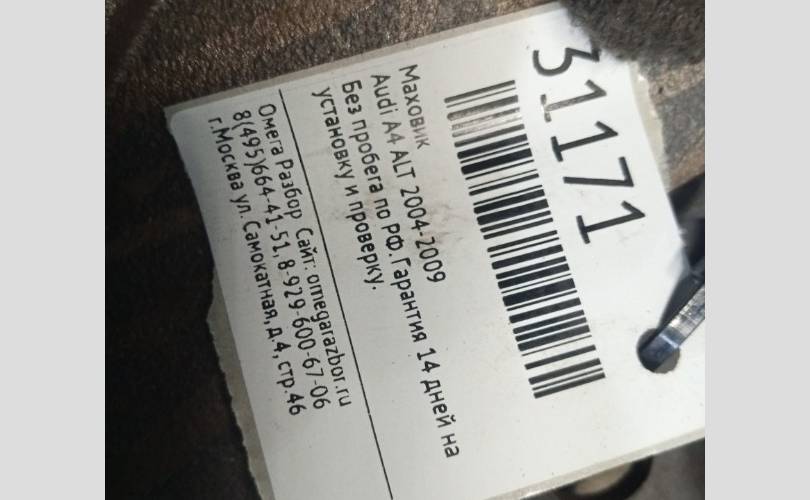 31171
Маховик
Audi A4 ALT 2004-2009
Без пробега по РФ.Гарантия 14 дней на
установку и проверку.
Омега Разбор Сайт: omegarazbor.ru
8(495)664-41-51, 8-929-600-67-06
г.Москва ул. Самокатная, д.4, стр.46